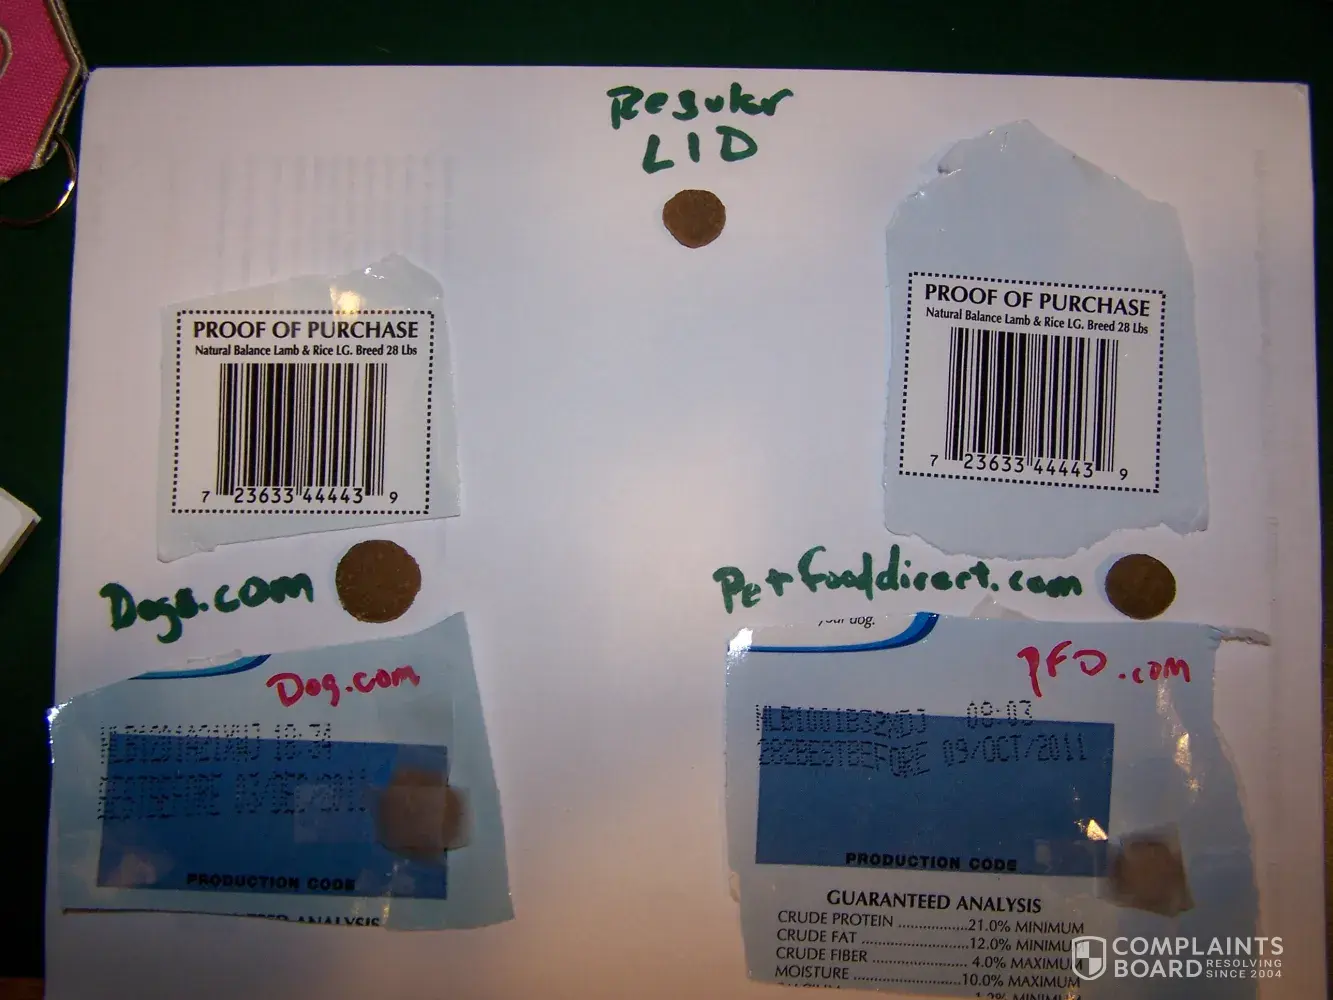 Regular
LID
PROOF OF PURCHASE
Natural Balance Lamb & Rice LG. Breed 28 Lbs
7 23633 44443 9
PROOF OF PURCHASE
Natural Balance Lamb & Rice LG. Breed 28 Lbs
7 23633 44443 9
Dogs.com
Petfooddirect.com
Dog.com
18:34
BESTBEFORE
PRODUCTION CODE
ANALYSIS
your dog.
PFD.com
08:03
282BESTBEFORE 09/OCT/2011
PRODUCTION CODE
GUARANTEED ANALYSIS
CRUDE PROTEIN ........................21.0% MINIMUM
CRUDE FAT ...........................12.0% MINIMUM
CRUDE FIBER ......................... 4.0% MAXIMUM
MOISTURE ...........................10.0% MAXIMUM
COMPLAINTS
BOARD RESOLVING
SINCE 2004